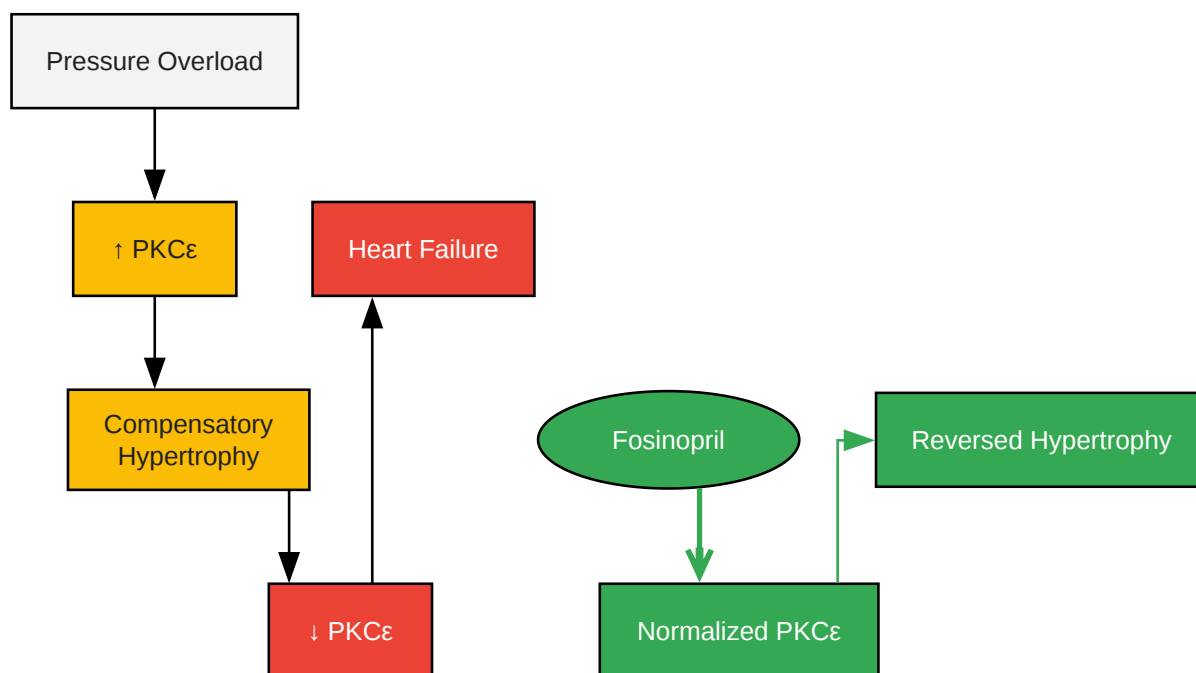 Pressure Overload
↑ PKCε
Heart Failure
Compensatory
Hypertrophy
Fosinopril
Reversed Hypertrophy
↓ PKCε
Normalized PKCε